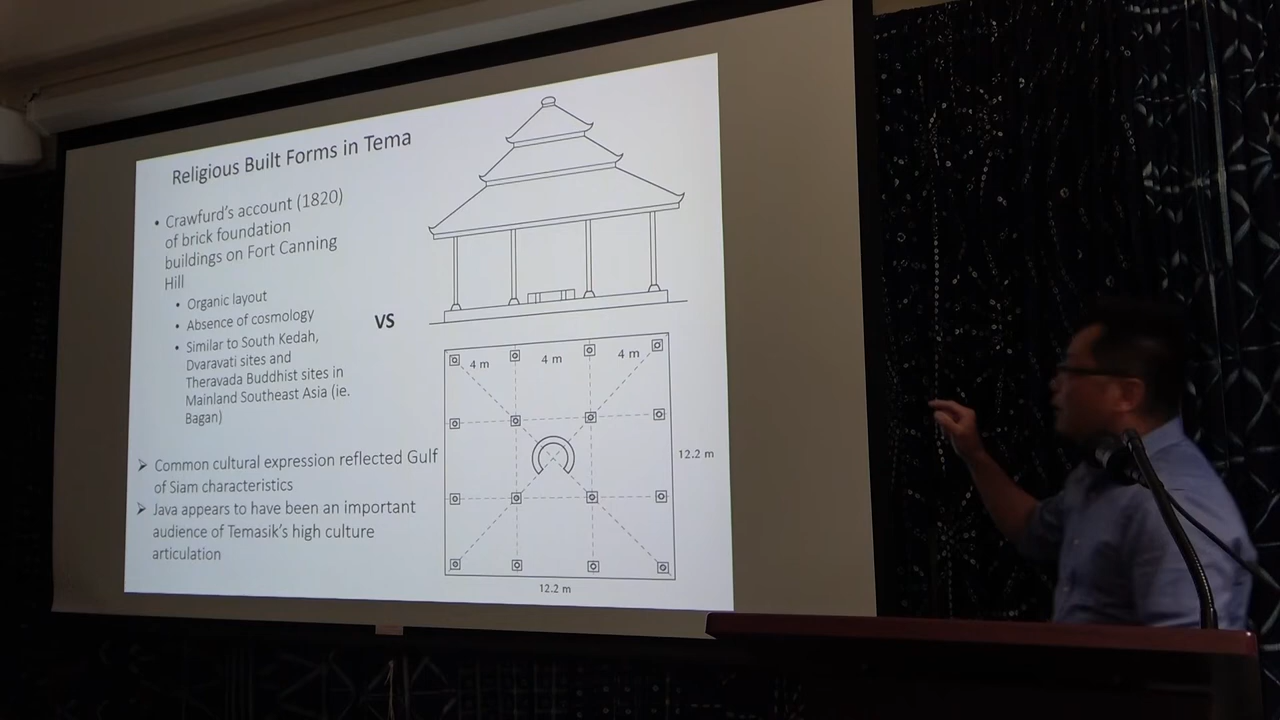 Religious Built Forms in Tema
• Crawfurd's account (1820)
of brick foundation
buildings on Fort Canning
Hill
• Organic layout
• Absence of cosmology
• Similar to South Kedah,
Dvaravati sites and
Theravada Buddhist sites in
Mainland Southeast Asia (ie.
Bagan)
➢ Common cultural expression reflected Gulf
of Siam characteristics
➢ Java appears to have been an important
audience of Temasik's high culture
articulation
VS
4 m 4 m 4 m
12.2 m
12.2 m